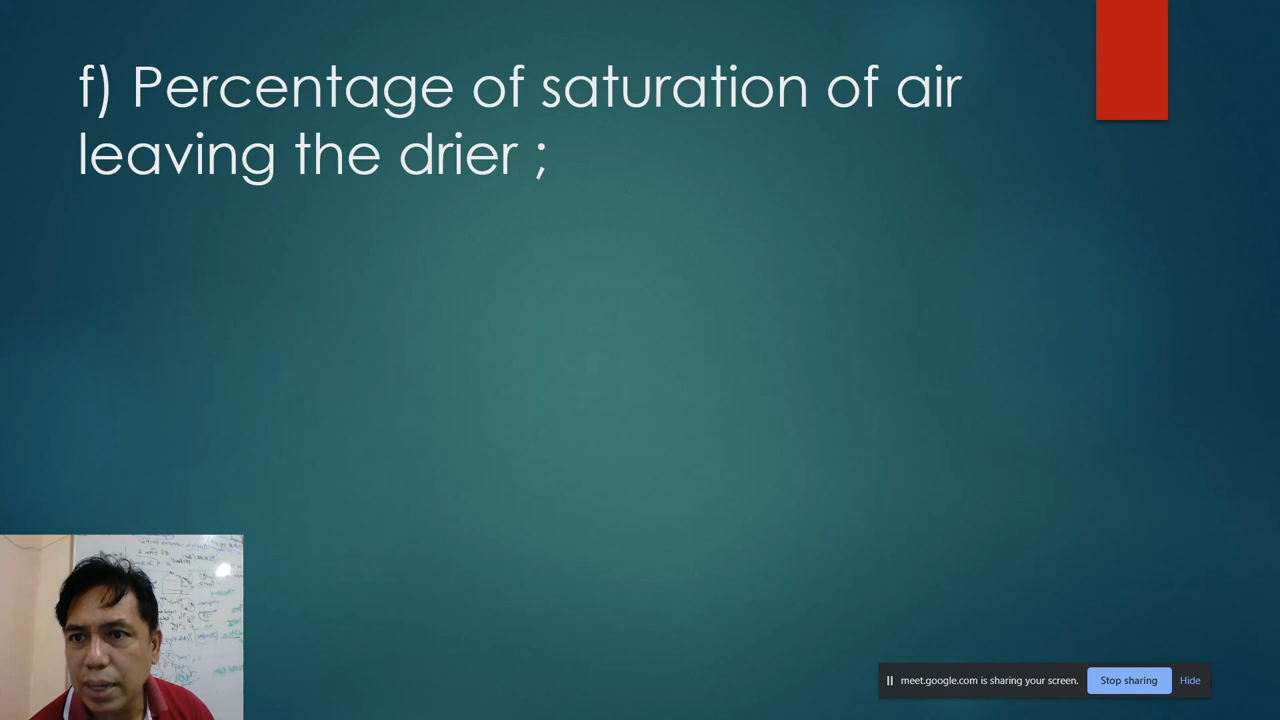 f) Percentage of saturation of air
leaving the drier ;
meet.google.com is sharing your screen.
Stop sharing
Hide